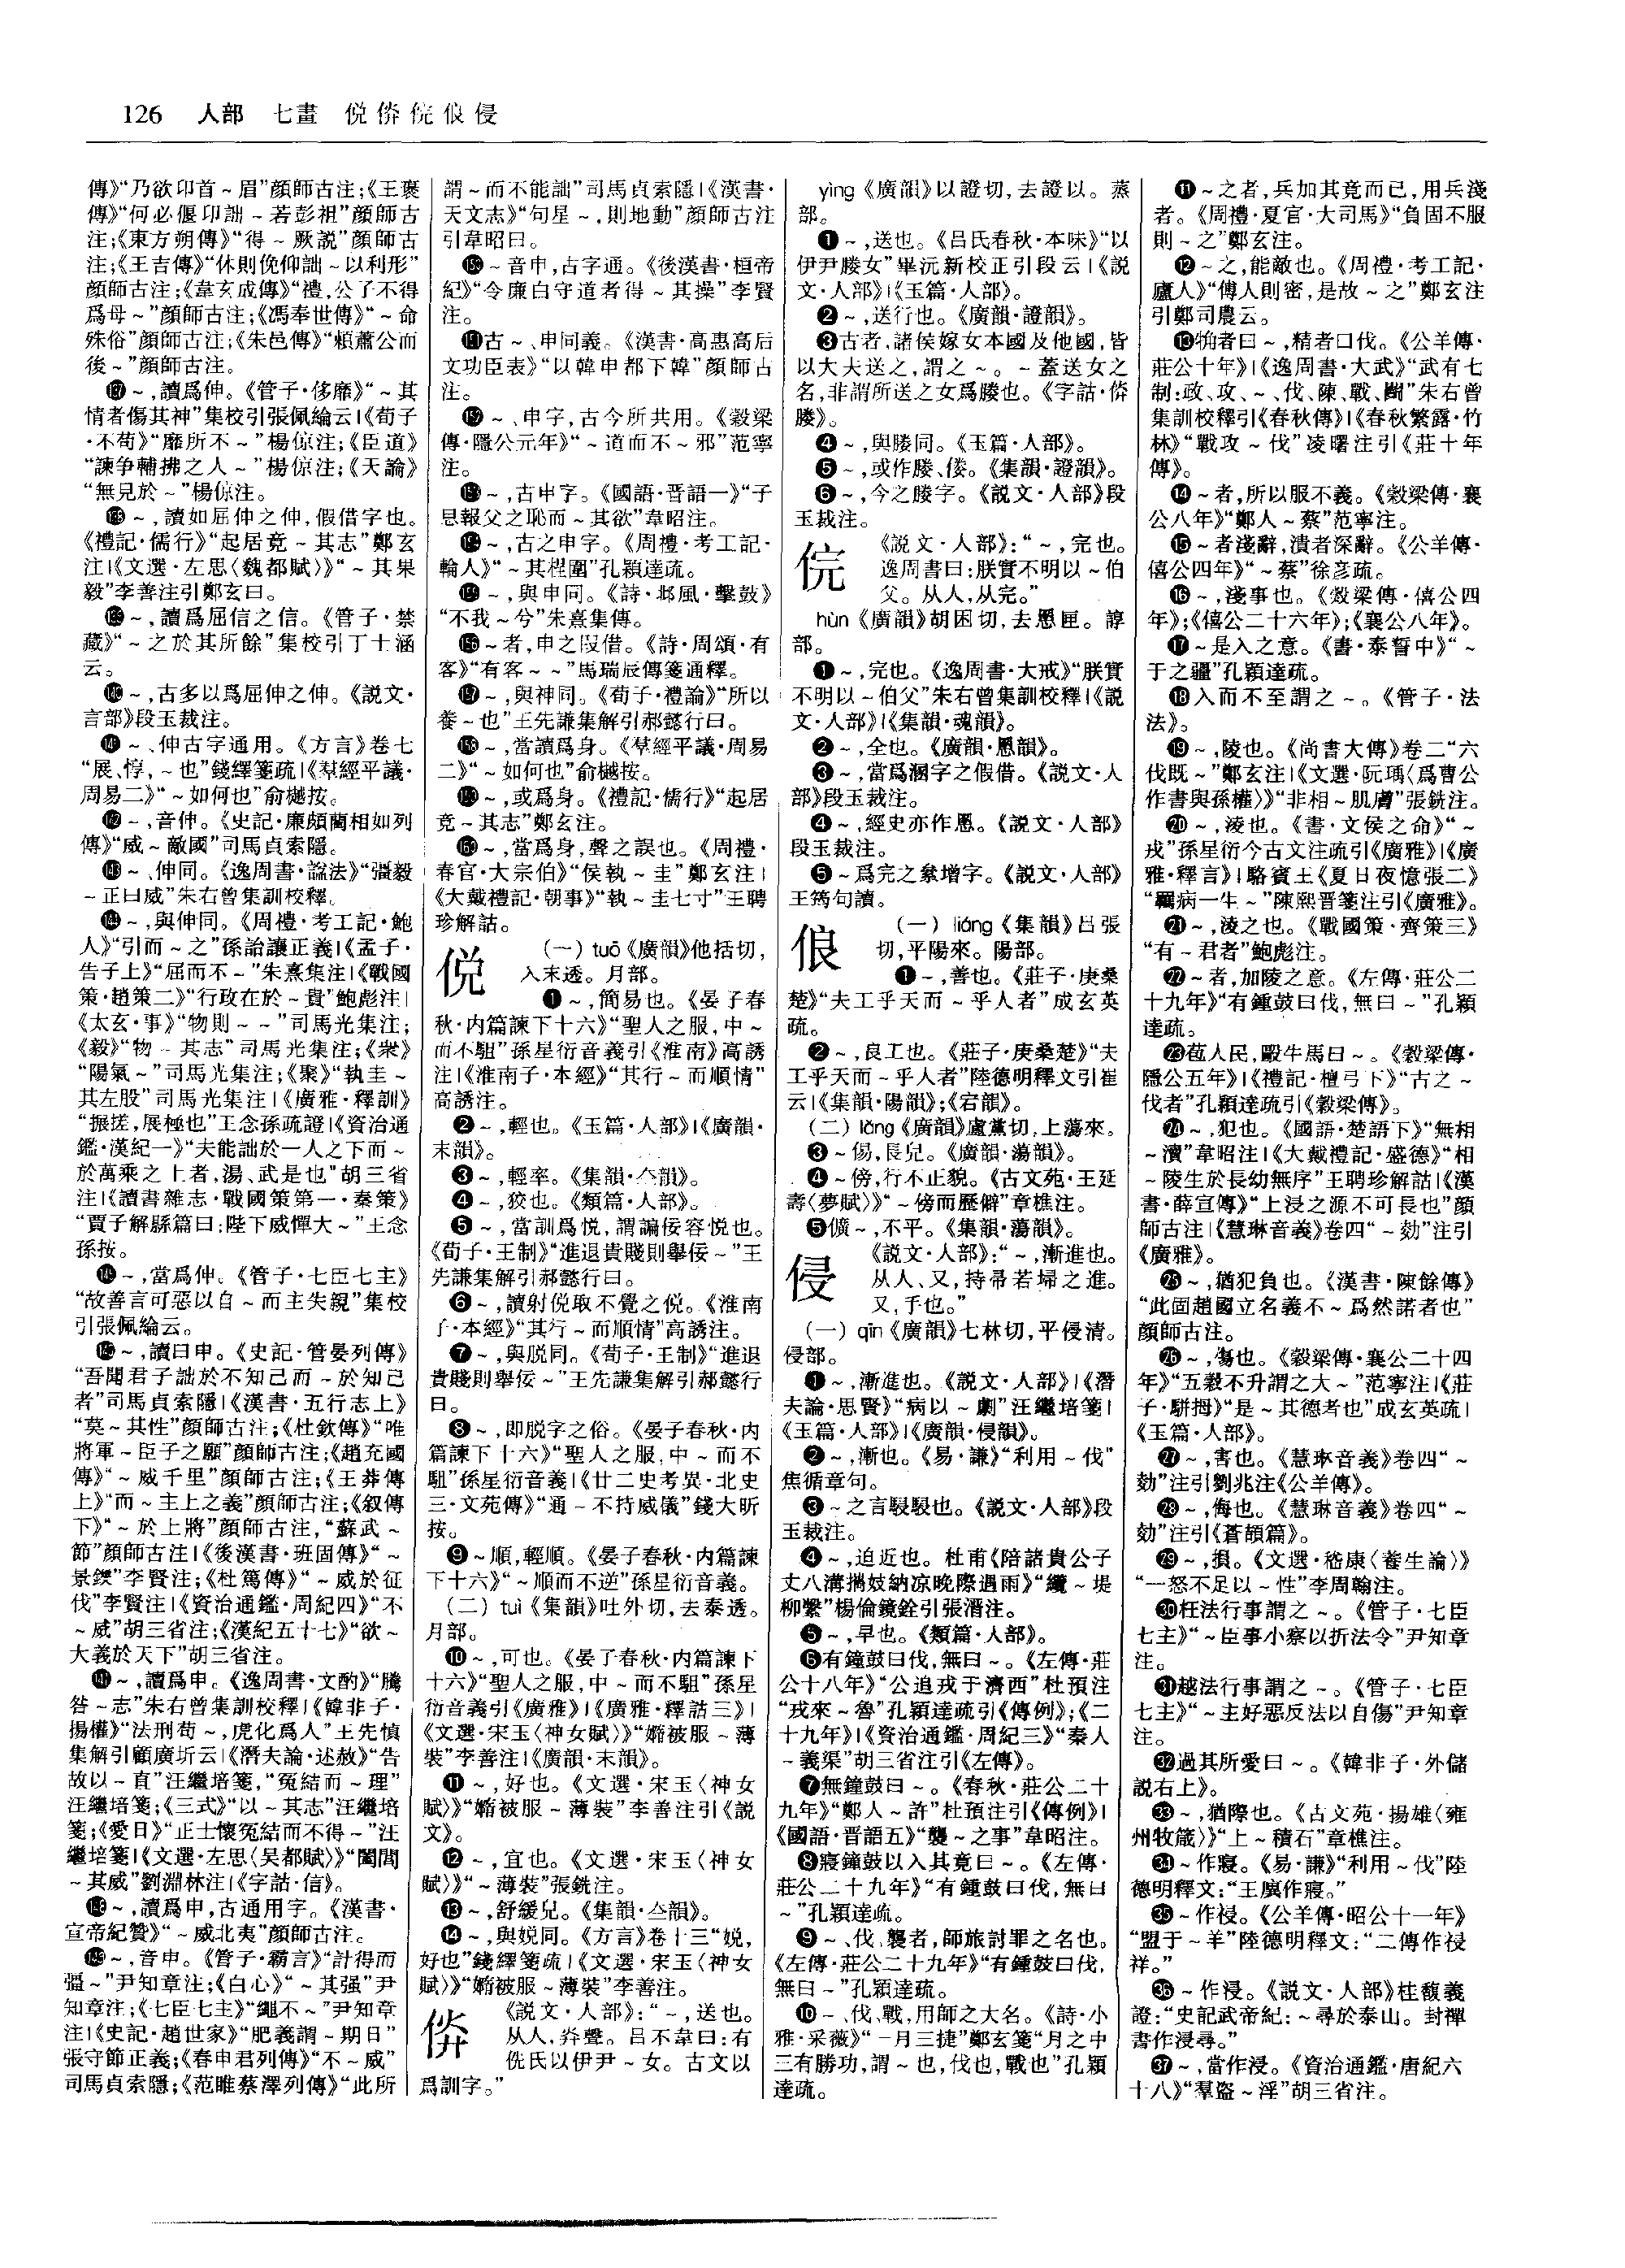 126 人部 七畫 侻倴俒俍侵
傳》“乃欲卬首～眉”顔師古注;《王褒
傳》“何必偃卬詘～若彭祖”顔師古
注;《東方朔傳》“得～厥説”顔師古
注;《王吉傳》“休則俛仰詘～以利形”
顔師古注;《韋玄成傳》“禮,公子不得
爲母～”顔師古注;《馮奉世傳》“～命
殊俗”顔師古注;《朱邑傳》“賴蕭公而
後～”顔師古注。
～,讀爲伸。《管子·侈靡》“～其
情者傷其神”集校引張佩綸云|《荀子
·不苟》“靡所不～”楊倞注;《臣道》
“諫争輔拂之人～”楊倞注;《天論》
“無見於～”楊倞注。
～,讀如屈伸之伸,假借字也。
《禮記·儒行》“起居竟～其志”鄭玄
注|《文選·左思〈魏都賦〉》“～其果
毅”李善注引鄭玄曰。
～,讀爲屈信之信。《管子·禁
藏》“～之於其所餘”集校引丁士涵
云。
～,古多以爲屈伸之伸。《説文·
言部》段玉裁注。
～、伸古字通用。《方言》卷七
“展、惇,～也”錢繹箋疏|《羣經平議·
周易二》“～如何也”俞樾按。
～,音伸。《史記·廉頗藺相如列
傳》“威～敵國”司馬貞索隱。
～、伸同。《逸周書·謚法》“彊毅
～正曰威”朱右曾集訓校釋。
～,與伸同。《周禮·考工記·鮑
人》“引而～之”孫詒讓正義|《孟子·
告子上》“屈而不～”朱熹集注|《戰國
策·趙策二》“行政在於～貴”鮑彪注|
《太玄·事》“物則～～”司馬光集注;
《毅》“物～其志”司馬光集注;《衆》
“陽氣～”司馬光集注;《聚》“執圭～
其左股”司馬光集注|《廣雅·釋訓》
“振搓,展極也”王念孫疏證|《資治通
鑑·漢紀一》“夫能詘於一人之下而～
於萬乘之上者,湯、武是也”胡三省
注|《讀書雜志·戰國策第一·秦策》
“賈子解縣篇曰:陛下威憚大～”王念
孫按。
～,當爲伸。《管子·七臣七主》
“故善言可惡以自～而主失親”集校
引張佩綸云。
～,讀曰申。《史記·管晏列傳》
“吾聞君子詘於不知己而～於知己
者”司馬貞索隱|《漢書·五行志上》
“莫～其性”顔師古注;《杜欽傳》“唯
將軍～臣子之願”顔師古注;《趙充國
傳》“～威千里”顔師古注;《王莽傳
上》“而～主上之義”顔師古注;《叙傳
下》“～於上將”顔師古注,“蘇武～
節”顔師古注|《後漢書·班固傳》“～
景鍨”李賢注;《杜篤傳》“～威於征
伐”李賢注|《資治通鑑·周紀四》“不
～威”胡三省注;《漢紀五十七》“欲～
大義於天下”胡三省注。
～,讀爲申。《逸周書·文酌》“騰
咎～志”朱右曾集訓校釋|《韓非子·
揚權》“法刑苟～,虎化爲人”王先慎
集解引顧廣圻云|《潛夫論·述赦》“告
故以～直”汪繼培箋,“冤結而～理”
汪繼培箋;《三式》“以～其志”汪繼培
箋;《愛日》“正士懷冤結而不得～”汪
繼培箋|《文選·左思〈吴都賦〉》“闔閭
～其威”劉淵林注|《字詁·信》。
～,讀爲申,古通用字。《漢書·
宣帝紀贊》“～威北夷”顔師古注。
～,音申。《管子·霸言》“計得而
彊～”尹知章注;《白心》“～其强”尹
知章注;《七臣七主》“繩不～”尹知章
注|《史記·趙世家》“肥義謂～期日”
張守節正義;《春申君列傳》“不～威”
司馬貞索隱;《范雎蔡澤列傳》“此所
謂～而不能詘”司馬貞索隱|《漢書·
天文志》“句星～,則地動”顔師古注
引韋昭曰。
～音申,古字通。《後漢書·桓帝
紀》“令廉白守道者得～其操”李賢
注。
古～、申同義。《漢書·高惠高后
文功臣表》“以韓申都下韓”顔師古
注。
～、申字,古今所共用。《穀梁
傳·隱公元年》“～道而不～邪”范寧
注。
～,古申字。《國語·晋語一》“子
思報父之恥而～其欲”韋昭注。
～,古之申字。《周禮·考工記·
輪人》“～其桯圍”孔穎達疏。
～,與申同。《詩·邶風·擊鼓》
“不我～兮”朱熹集傳。
～者,申之叚借。《詩·周頌·有
客》“有客～～”馬瑞辰傳箋通釋。
～,與神同。《荀子·禮論》“所以
養～也”王先謙集解引郝懿行曰。
～,當讀爲身。《羣經平議·周易
二》“～如何也”俞樾按。
～,或爲身。《禮記·儒行》“起居
竟～其志”鄭玄注。
～,當爲身,聲之誤也。《周禮·
春官·大宗伯》“侯執～圭”鄭玄注|
《大戴禮記·朝事》“執～圭七寸”王聘
珍解詁。
侻 (一) tuō《廣韻》他括切,
入末透。月部。
❶～,簡易也。《晏子春
秋·内篇諫下十六》“聖人之服,中～
而不駔”孫星衍音義引《淮南》高誘
注|《淮南子·本經》“其行～而順情”
高誘注。
❷～,輕也。《玉篇·人部》|《廣韻·
末韻》。
❸～,輕率。《集韻·夳韻》。
❹～,狡也。《類篇·人部》。
❺～,當訓爲悦,謂諞佞容悦也。
《荀子·王制》“進退貴賤則舉佞～”王
先謙集解引郝懿行曰。
❻～,讀射侻取不覺之侻。《淮南
子·本經》“其行～而順情”高誘注。
❼～,與脱同。《荀子·王制》“進退
貴賤則舉佞～”王先謙集解引郝懿行
曰。
❽～,即脱字之俗。《晏子春秋·内
篇諫下十六》“聖人之服,中～而不
駔”孫星衍音義|《廿二史考異·北史
三·文苑傳》“通～不持威儀”錢大昕
按。
❾～順,輕順。《晏子春秋·内篇諫
下十六》“～順而不逆”孫星衍音義。
(二) tuì《集韻》吐外切,去泰透。
月部。
❿～,可也。《晏子春秋·内篇諫下
十六》“聖人之服,中～而不駔”孫星
衍音義引《廣雅》|《廣雅·釋詁三》|
《文選·宋玉〈神女賦〉》“嫷被服～薄
裝”李善注|《廣韻·末韻》。
⓫～,好也。《文選·宋玉〈神女
賦〉》“嫷被服～薄裝”李善注引《説
文》。
⓬～,宜也。《文選·宋玉〈神女
賦〉》“～薄裝”張銑注。
⓭～,舒緩皃。《集韻·夳韻》。
⓮～,與娧同。《方言》卷十三“娧,
好也”錢繹箋疏|《文選·宋玉〈神女
賦〉》“嫷被服～薄裝”李善注。
倴 《説文·人部》:“～,送也。
从人,灷聲。吕不韋曰:有
侁氏以伊尹～女。古文以
爲訓字。”
yìng《廣韻》以證切,去證以。蒸
部。
❶～,送也。《吕氏春秋·本味》“以
伊尹媵女”畢沅新校正引段云|《説
文·人部》|《玉篇·人部》。
❷～,送行也。《廣韻·證韻》。
❸古者,諸侯嫁女本國及他國,皆
以大夫送之,謂之～。～蓋送女之
名,非謂所送之女爲媵也。《字詁·倴
媵》。
❹～,與媵同。《玉篇·人部》。
❺～,或作媵、倰。《集韻·證韻》。
❻～,今之媵字。《説文·人部》段
玉裁注。
俒 《説文·人部》:“～,完也。
逸周書曰:朕實不明以～伯
父。从人,从完。”
hùn《廣韻》胡困切,去慁匣。諄
部。
❶～,完也。《逸周書·大戒》“朕實
不明以～伯父”朱右曾集訓校釋|《説
文·人部》|《集韻·魂韻》。
❷～,全也。《廣韻·慁韻》。
❸～,當爲溷字之假借。《説文·人
部》段玉裁注。
❹～,經史亦作慁。《説文·人部》
段玉裁注。
❺～爲完之絫增字。《説文·人部》
王筠句讀。
俍 (一) liáng《集韻》吕張
切,平陽來。陽部。
❶～,善也。《莊子·庚桑
楚》“夫工乎天而～乎人者”成玄英
疏。
❷～,良工也。《莊子·庚桑楚》“夫
工乎天而～乎人者”陸德明釋文引崔
云|《集韻·陽韻》;《宕韻》。
(二) lǎng《廣韻》盧黨切,上蕩來。
❸～傷,長皃。《廣韻·蕩韻》。
❹～傍,行不正貌。《古文苑·王延
壽〈夢賦〉》“～傍而歷僻”章樵注。
❺儣～,不平。《集韻·蕩韻》。
侵 《説文·人部》:“～,漸進也。
从人、又,持帚若埽之進。
又,手也。”
(一) qīn《廣韻》七林切,平侵清。
侵部。
❶～,漸進也。《説文·人部》|《潛
夫論·思賢》“病以～劇”汪繼培箋|
《玉篇·人部》|《廣韻·侵韻》。
❷～,漸也。《易·謙》“利用～伐”
焦循章句。
❸～之言駸駸也。《説文·人部》段
玉裁注。
❹～,迫近也。杜甫《陪諸貴公子
丈八溝携妓納凉晚際遇雨》“纜～堤
柳繫”楊倫鏡銓引張溍注。
❺～,早也。《類篇·人部》。
❻有鐘鼓曰伐,無曰～。《左傳·莊
公十八年》“公追戎于濟西”杜預注
“戎來～魯”孔穎達疏引《傳例》;《二
十九年》|《資治通鑑·周紀三》“秦人
～義渠”胡三省注引《左傳》。
❼無鐘鼓曰～。《春秋·莊公二十
九年》“鄭人～許”杜預注引《傳例》|
《國語·晋語五》“襲～之事”韋昭注。
❽寢鐘鼓以入其竟曰～。《左傳·
莊公二十九年》“有鍾鼓曰伐,無曰
～”孔穎達疏。
❾～、伐、襲者,師旅討罪之名也。
《左傳·莊公二十九年》“有鍾鼓曰伐,
無曰～”孔穎達疏。
❿～、伐、戰,用師之大名。《詩·小
雅·采薇》“一月三捷”鄭玄箋“月之中
三有勝功,謂～也,伐也,戰也”孔穎
達疏。
⓫～之者,兵加其竟而已,用兵淺
者。《周禮·夏官·大司馬》“負固不服
則～之”鄭玄注。
⓬～之,能敵也。《周禮·考工記·
廬人》“傅人則密,是故～之”鄭玄注
引鄭司農云。
⓭觕者曰～,精者曰伐。《公羊傳·
莊公十年》|《逸周書·大武》“武有七
制:政、攻、～、伐、陳、戰、鬭”朱右曾
集訓校釋引《春秋傳》|《春秋繁露·竹
林》“戰攻～伐”凌曙注引《莊十年
傳》。
⓮～者,所以服不義。《穀梁傳·襄
公八年》“鄭人～蔡”范寧注。
⓯～者淺辭,潰者深辭。《公羊傳·
僖公四年》“～蔡”徐彦疏。
⓰～,淺事也。《穀梁傳·僖公四
年》;《僖公二十六年》;《襄公八年》。
⓱～是入之意。《書·泰誓中》“～
于之疆”孔穎達疏。
⓲入而不至謂之～。《管子·法
法》。
⓳～,陵也。《尚書大傳》卷二“六
伐既～”鄭玄注|《文選·阮瑀〈爲曹公
作書與孫權〉》“非相～肌膚”張銑注。
⓴～,淩也。《書·文侯之命》“～
戎”孫星衍今古文注疏引《廣雅》|《廣
雅·釋言》|駱賓王《夏日夜憶張二》
“羈病一生～”陳熙晋箋注引《廣雅》。
㉑～,淩之也。《戰國策·齊策三》
“有～君者”鮑彪注。
㉒～者,加陵之意。《左傳·莊公二
十九年》“有鍾鼓曰伐,無曰～”孔穎
達疏。
㉓苞人民,毆牛馬曰～。《穀梁傳·
隱公五年》|《禮記·檀弓下》“古之～
伐者”孔穎達疏引《穀梁傳》。
㉔～,犯也。《國語·楚語下》“無相
～瀆”韋昭注|《大戴禮記·盛德》“相
～陵生於長幼無序”王聘珍解詁|《漢
書·薛宣傳》“上浸之源不可長也”顔
師古注|《慧琳音義》卷四“～効”注引
《廣雅》。
㉕～,猶犯負也。《漢書·陳餘傳》
“此固趙國立名義不～爲然諾者也”
顔師古注。
㉖～,傷也。《穀梁傳·襄公二十四
年》“五穀不升謂之大～”范寧注|《莊
子·駢拇》“是～其德者也”成玄英疏|
《玉篇·人部》。
㉗～,害也。《慧琳音義》卷四“～
効”注引劉兆注《公羊傳》。
㉘～,侮也。《慧琳音義》卷四“～
効”注引《蒼頡篇》。
㉙～,損。《文選·嵇康〈養生論〉》
“一怒不足以～性”李周翰注。
㉚枉法行事謂之～。《管子·七臣
七主》“～臣事小察以折法令”尹知章
注。
㉛越法行事謂之～。《管子·七臣
七主》“～主好惡反法以自傷”尹知章
注。
㉜過其所愛曰～。《韓非子·外儲
説右上》。
㉝～,猶際也。《古文苑·揚雄〈雍
州牧箴〉》“上～積石”章樵注。
㉞～作寑。《易·謙》“利用～伐”陸
德明釋文:“王廙作寑。”
㉟～作祲。《公羊傳·昭公十一年》
“盟于～羊”陸德明釋文:“二傳作祲
祥。”
㊱～作浸。《説文·人部》桂馥義
證:“史記武帝紀:～尋於泰山。封禪
書作浸尋。”
㊲～,當作浸。《資治通鑑·唐紀六
十八》“羣盗～淫”胡三省注。